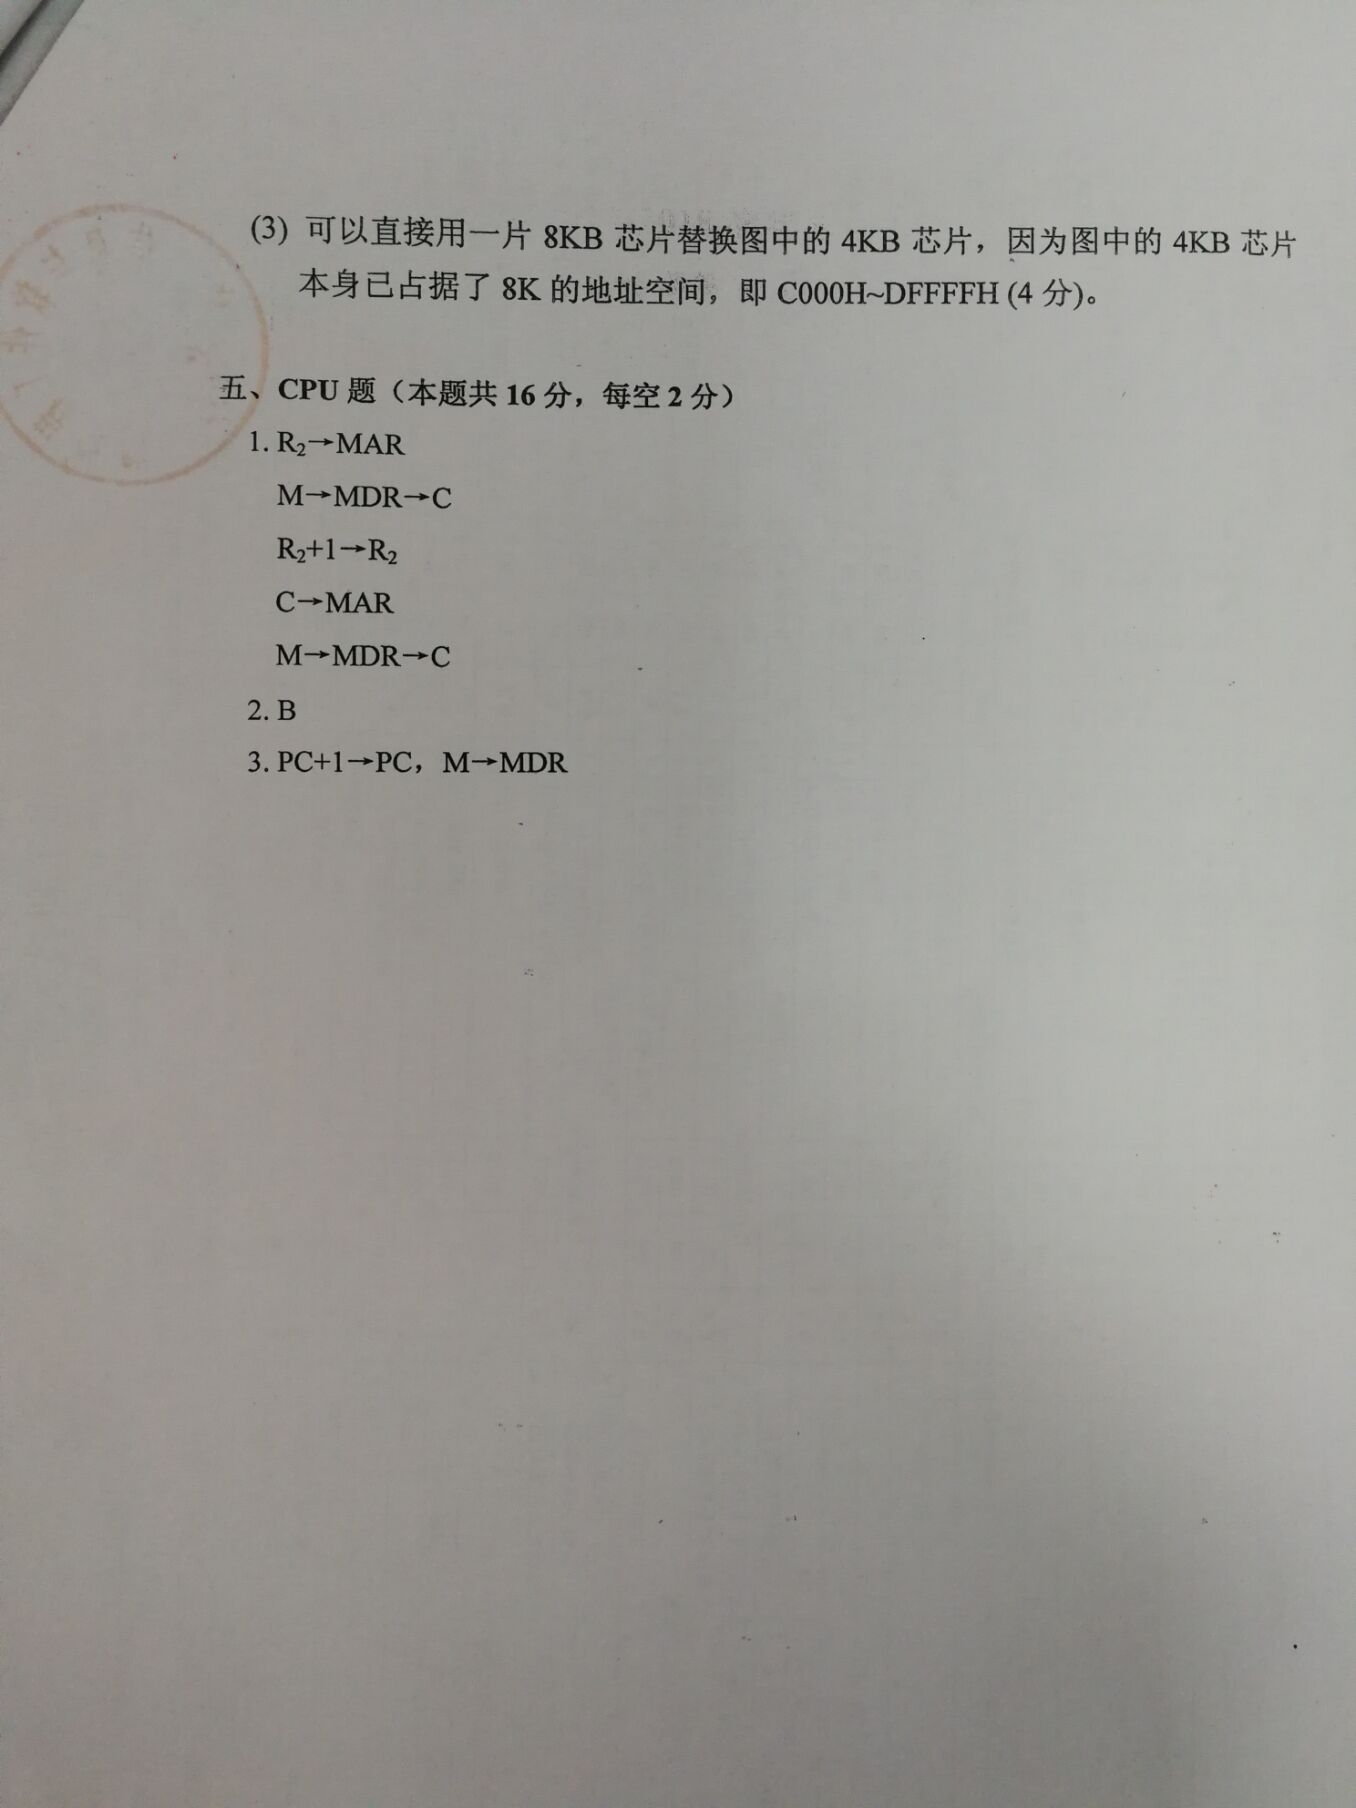 (3) 可以直接用一片 8KB 芯片替换图中的 4KB 芯片，因为图中的 4KB 芯片
本身已占据了 8K 的地址空间，即 C000H~DFFFFH (4 分)。
五、CPU 题（本题共 16 分，每空 2 分）
1. R₂→MAR
M→MDR→C
R₂+1→R₂
C→MAR
M→MDR→C
2. B
3. PC+1→PC，M→MDR